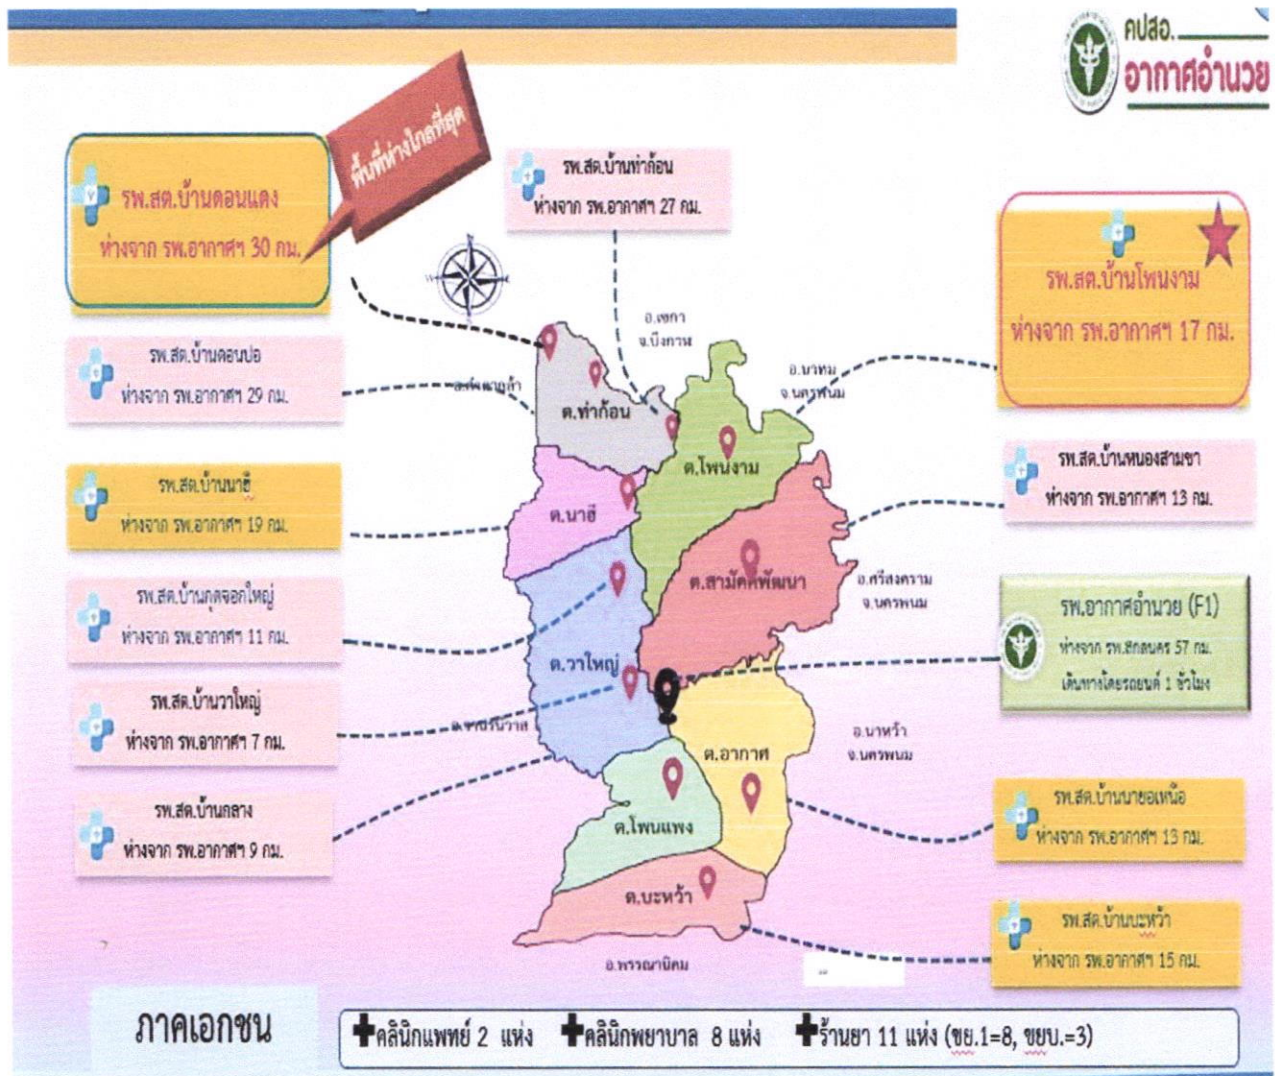 คปสอ.
อากาศอำนวย
พื้นที่ห่างไกลที่สุด
รพ.สต.บ้านดอนแดง
ห่างจาก รพ.อากาศฯ 30 กม.
รพ.สต.บ้านท่าก้อน
ห่างจาก รพ.อากาศฯ 27 กม.
รพ.สต.บ้านโพนงาม
ห่างจาก รพ.อากาศฯ 17 กม.
รพ.สต.บ้านดอนปอ
ห่างจาก รพ.อากาศฯ 29 กม.
รพ.สต.บ้านนาฮี
ห่างจาก รพ.อากาศฯ 19 กม.
รพ.สต.บ้านกุดจอกใหญ่
ห่างจาก รพ.อากาศฯ 11 กม.
รพ.สต.บ้านวาใหญ่
ห่างจาก รพ.อากาศฯ 7 กม.
รพ.สต.บ้านกลาง
ห่างจาก รพ.อากาศฯ 9 กม.
อ.เซกา
จ.บึงกาฬ
อ.นาทม
จ.นครพนม
ต.ท่าก้อน
ต.โพนงาม
ต.นาฮี
ต.สามัคคีพัฒนา
อ.ศรีสงคราม
จ.นครพนม
ต.วาใหญ่
ต.อากาศ
อ.นาหว้า
จ.นครพนม
ต.โพนแพง
ต.บะหว้า
อ.พรรณานิคม
รพ.สต.บ้านหนองสามขา
ห่างจาก รพ.อากาศฯ 13 กม.
รพ.อากาศอำนวย (F1)
ห่างจาก รพ.สกลนคร 57 กม.
เดินทางโดยรถยนต์ 1 ชั่วโมง
รพ.สต.บ้านนายอเหนือ
ห่างจาก รพ.อากาศฯ 13 กม.
รพ.สต.บ้านบะหว้า
ห่างจาก รพ.อากาศฯ 15 กม.
ภาคเอกชน
คลินิกแพทย์ 2 แห่ง คลินิกพยาบาล 8 แห่ง ร้านยา 11 แห่ง (ขย.1=8, ขยบ.=3)